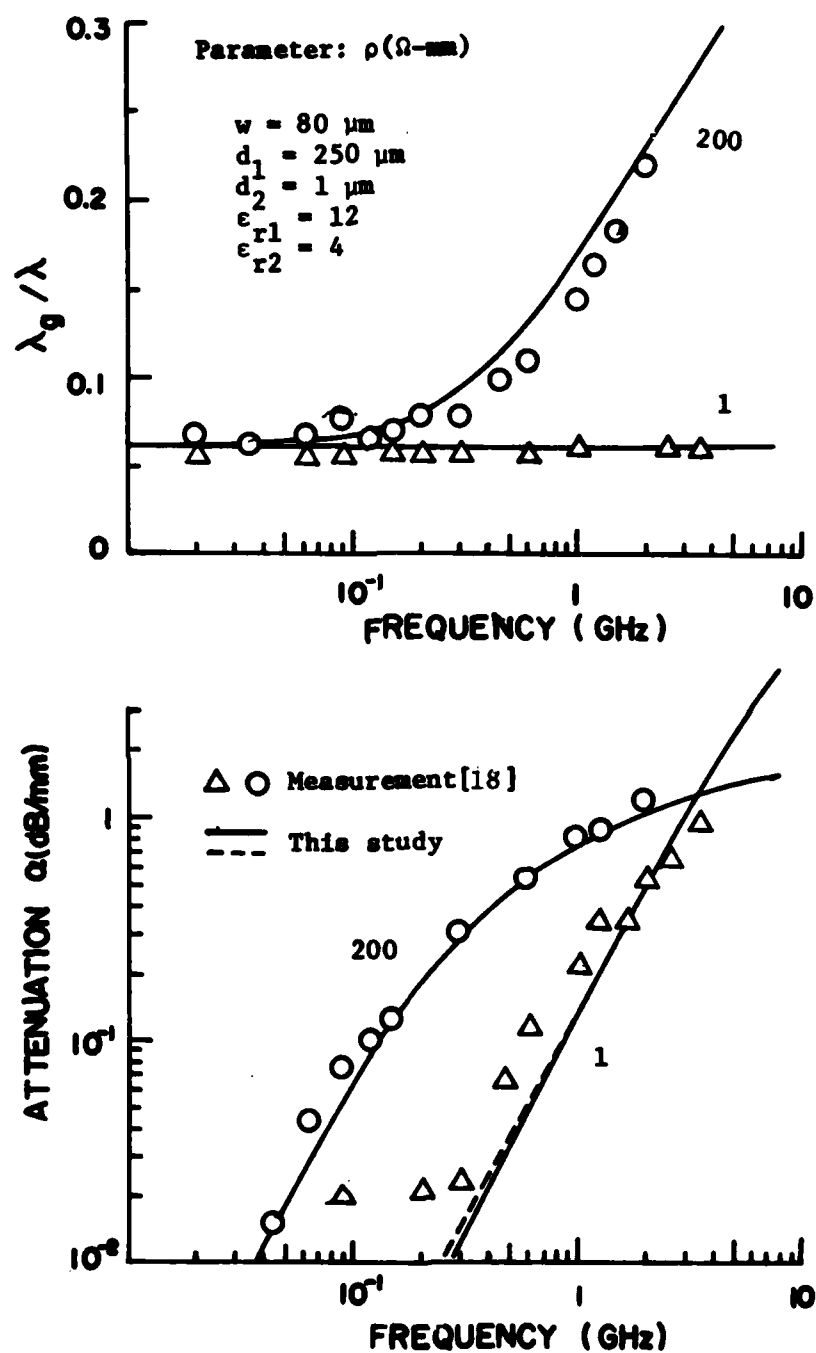 0.3
Parameter: ρ(Ω-mm)
w = 80 μm
d1 = 250 μm
d2 = 1 μm
εr1 = 12
εr2 = 4
200
0.2
λg/λ
0.1
1
0
10⁻¹
1
10
FREQUENCY (GHz)
△ ○ Measurement[18]
This study
1
ATTENUATION α(dB/mm)
200
10⁻¹
1
10⁻²
10⁻¹
1
10
FREQUENCY (GHz)